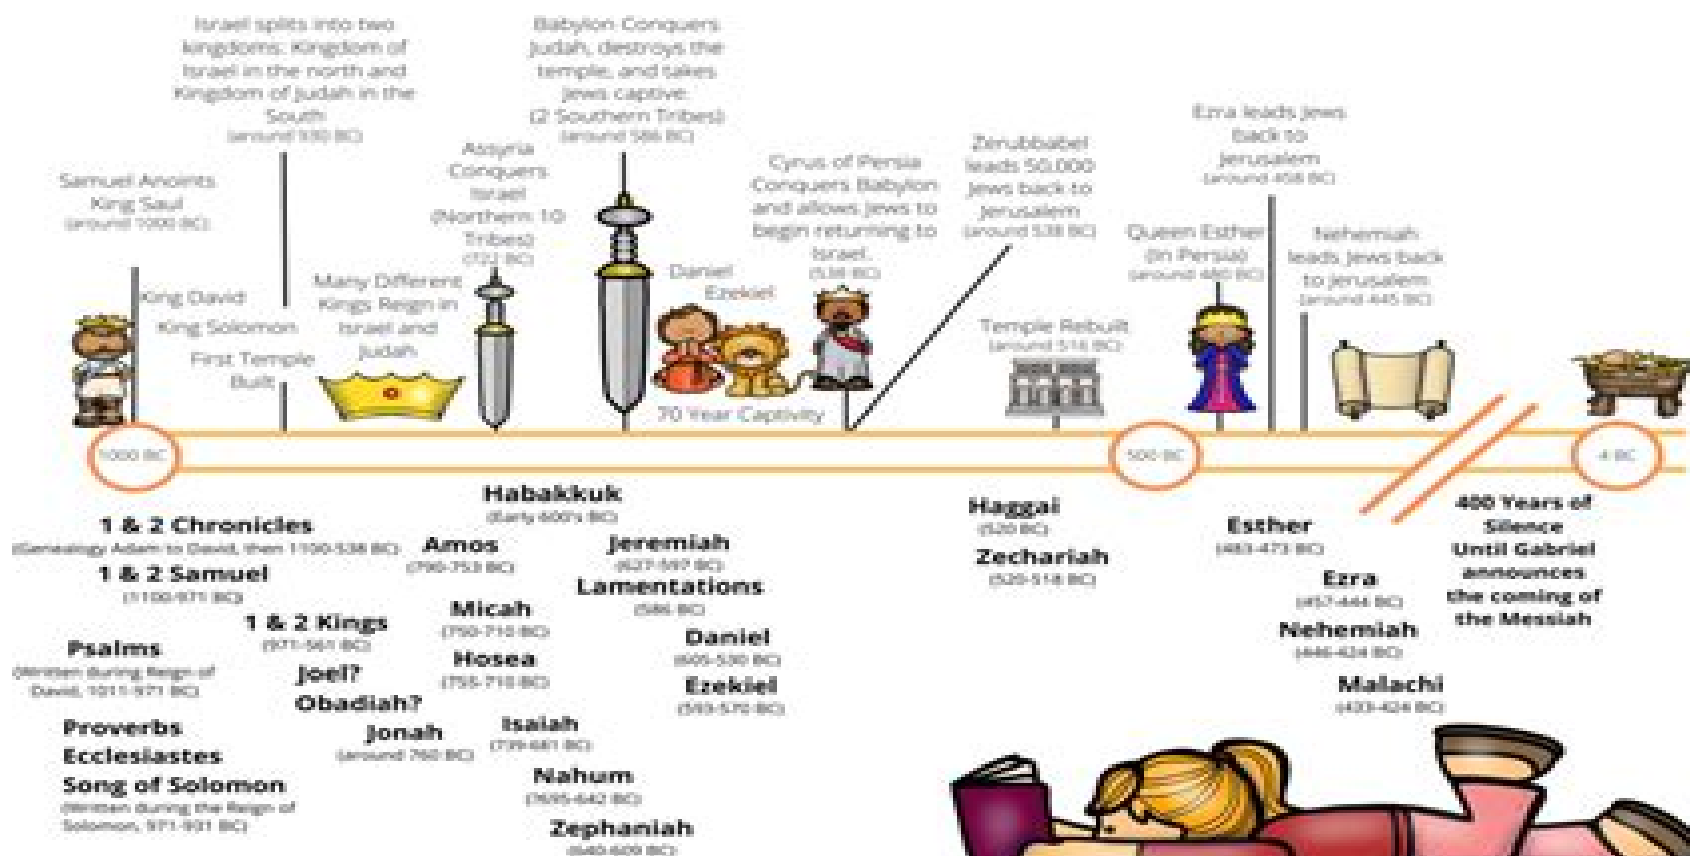 Israel splits into two
kingdoms: Kingdom of
Israel in the north and
Kingdom of Judah in the
South
(around 930 BC)
Babylon Conquers
Judah, destroys the
temple, and takes
Jews captive.
(2 Southern Tribes)
(around 586 BC)
Samuel Anoints
King Saul
(around 1000 BC)
Assyria
Conquers
Israel
(Northern 10
Tribes)
(722 BC)
Cyrus of Persia
Conquers Babylon
and allows Jews to
begin returning to
Israel.
(538 BC)
Zerubbabel
leads 50,000
Jews back to
Jerusalem
(around 538 BC)
Ezra leads Jews
back to
Jerusalem
(around 458 BC)
Queen Esther
(in Persia)
(around 480 BC)
Nehemiah
leads Jews back
to Jerusalem
(around 445 BC)
King David
King Solomon
First Temple
Built
Many Different
Kings Reign in
Israel and
Judah
Daniel
Ezekiel
70 Year Captivity
Temple Rebuilt
(around 516 BC)
1000 BC
500 BC
4 BC
1 & 2 Chronicles
(Genealogy Adam to David, then 1100-538 BC)
1 & 2 Samuel
(1100-971 BC)
1 & 2 Kings
(971-561 BC)
Psalms
(Written during Reign of
David, 1011-971 BC)
Proverbs
Ecclesiastes
Song of Solomon
(Written during the Reign of
Solomon, 971-931 BC)
Joel?
Obadiah?
Jonah
(around 760 BC)
Habakkuk
(Early 600's BC)
Amos
(790-753 BC)
Micah
(750-710 BC)
Hosea
(755-710 BC)
Isaiah
(739-681 BC)
Nahum
(?695-642 BC)
Zephaniah
(640-609 BC)
Jeremiah
(627-597 BC)
Lamentations
(586 BC)
Daniel
(605-530 BC)
Ezekiel
(593-570 BC)
Haggai
(520 BC)
Zechariah
(520-518 BC)
Esther
(483-473 BC)
Ezra
(457-444 BC)
Nehemiah
(446-424 BC)
Malachi
(433-424 BC)
400 Years of
Silence
Until Gabriel
announces
the coming of
the Messiah